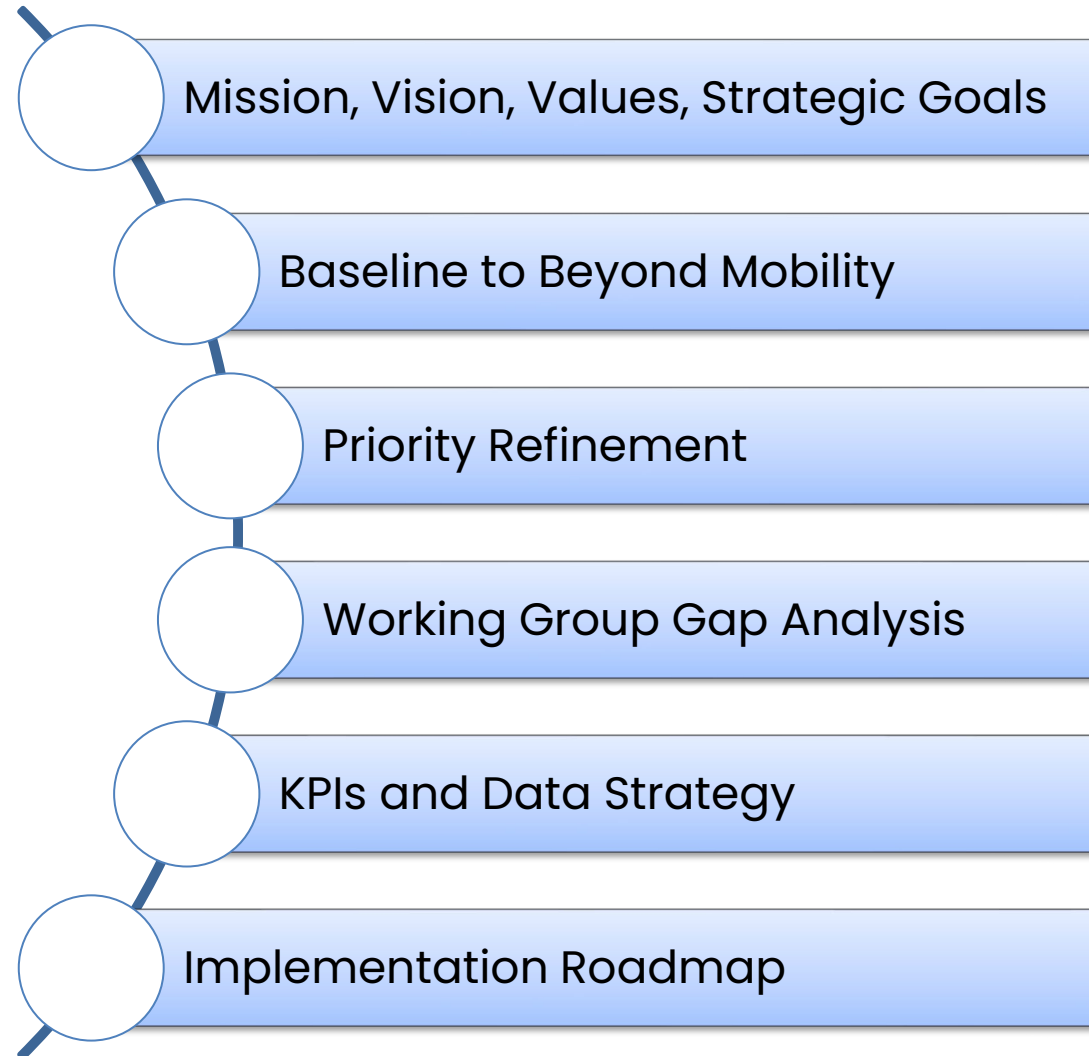 Mission, Vision, Values, Strategic Goals
Baseline to Beyond Mobility
Priority Refinement
Working Group Gap Analysis
KPIs and Data Strategy
Implementation Roadmap